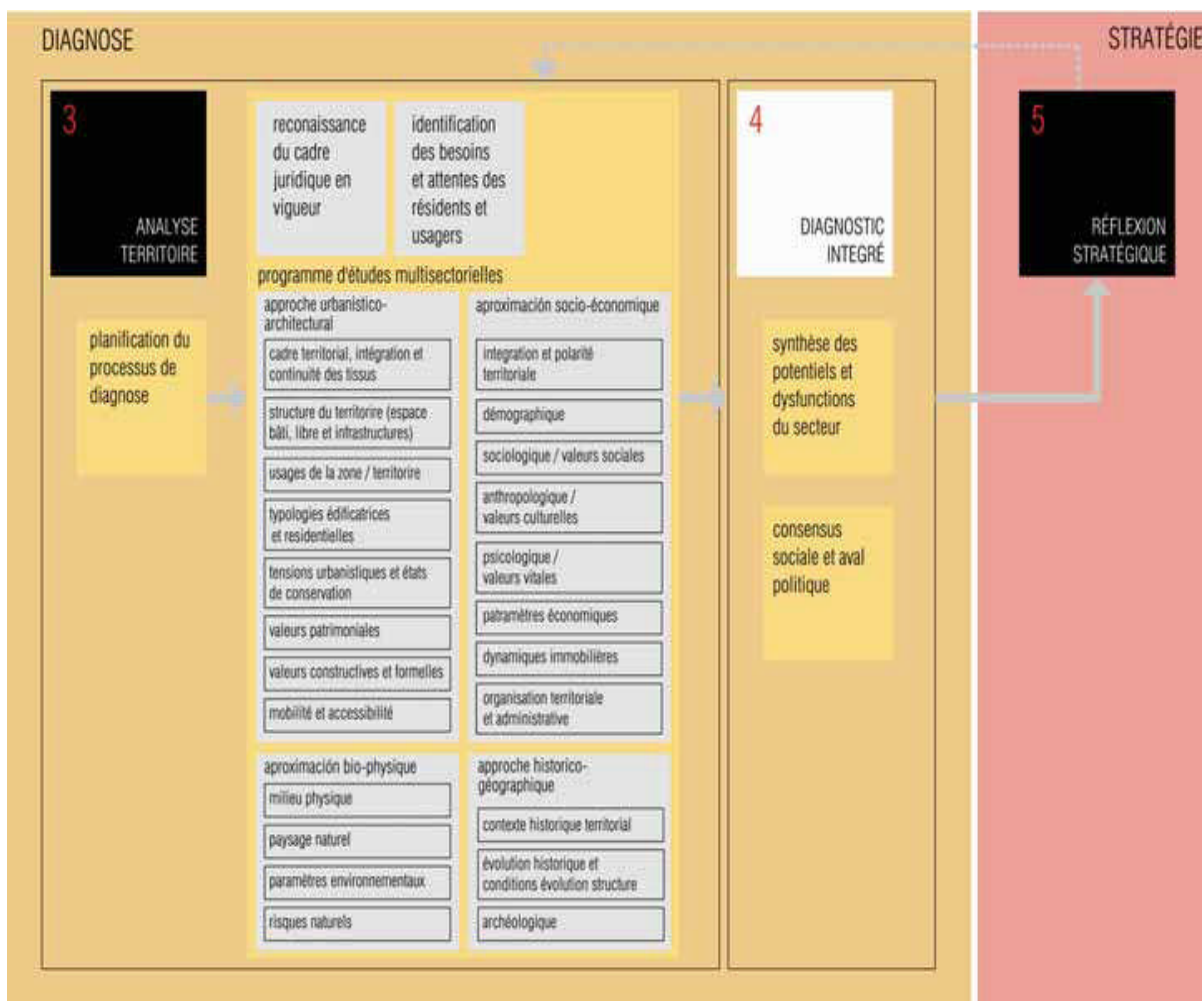 DIAGNOSE
STRATÉGIE
3
ANALYSE
TERRITOIRE
planification du
processus de
diagnose
reconaissance
du cadre
juridique en
vigueur
identification
des besoins
et attentes des
résidents et
usagers
programme d'études multisectorielles
approche urbanistico-
architectural
cadre territorial, intégration et
continuité des tissus
structure du territorire (espace
bâti, libre et infrastructures)
usages de la zone / territorire
typologies édificatrices
et residentielles
tensions urbanistiques et états
de conservation
valeurs patrimoniales
valeurs constructives et formelles
mobilité et accessibilité
aproximación socio-économique
integration et polarité
territoriale
démographique
sociologique / valeurs sociales
anthropologique /
valeurs culturelles
psicologique /
valeurs vitales
patramètres économiques
dynamiques immobilières
organisation territoriale
et administrative
aproximación bio-physique
milieu physique
paysage naturel
paramètres environnementaux
risques naturels
approche historico-
géographique
contexte historique territorial
évolution historique et
conditions évolution structure
archéologique
4
DIAGNOSTIC
INTEGRÉ
synthèse des
potentiels et
dysfunctions
du secteur
consensus
sociale et aval
politique
5
RÉFLEXION
STRATÉGIQUE